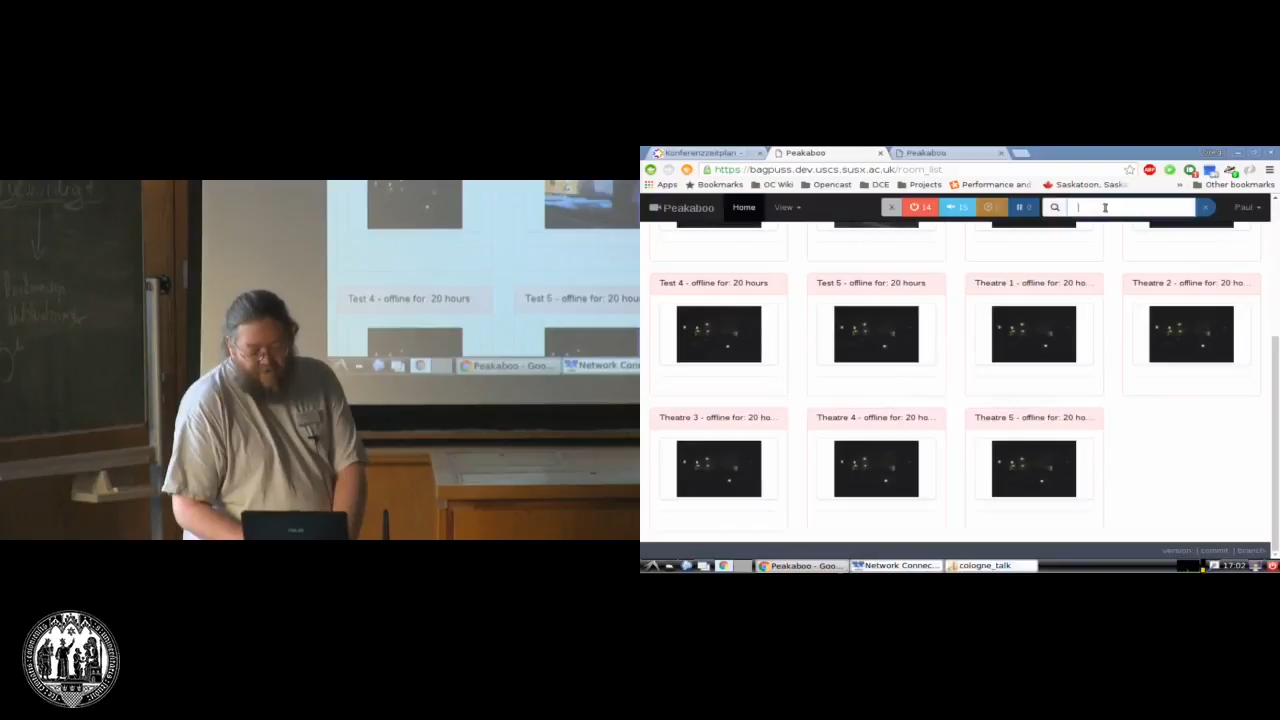 Konferenzzeitplan -
Peakaboo
Peakaboo
https://bagpuss.dev.uscs.susx.ac.uk/room_list
Apps Bookmarks OC Wiki Opencast DCE Projects Performance and Saskatoon, Saska Other bookmarks
Peakaboo Home View 14 15 0 Paul
Test 4 - offline for: 20 hours
Test 5 - offline for: 20 hours
Theatre 1 - offline for: 20 ho...
Theatre 2 - offline for: 20 ho...
Theatre 3 - offline for: 20 ho...
Theatre 4 - offline for: 20 ho...
Theatre 5 - offline for: 20 ho...
version: | commit: | branch:
Peakaboo - Goo... Network Connec... cologne_talk 17:02
Test 4 - offline for: 20 hours
Test 5 - offline for: 20 hou
Peakaboo - Goo... Network Conne
ASUS